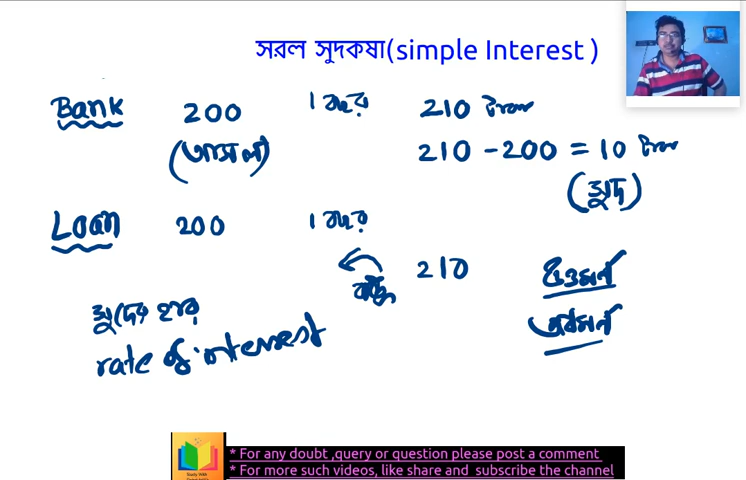 সরল সুদকষা(simple Interest )
Bank 200 1 বছর 210 টাকা
(আসল) 210 - 200 = 10 টাকা
(সুদ)
Loan 200 1 বছর
210 উত্তমর্ণ
সুদের হার অধমর্ণ
rate of interest
* For any doubt ,query or question please post a comment
* For more such videos, like share and subscribe the channel